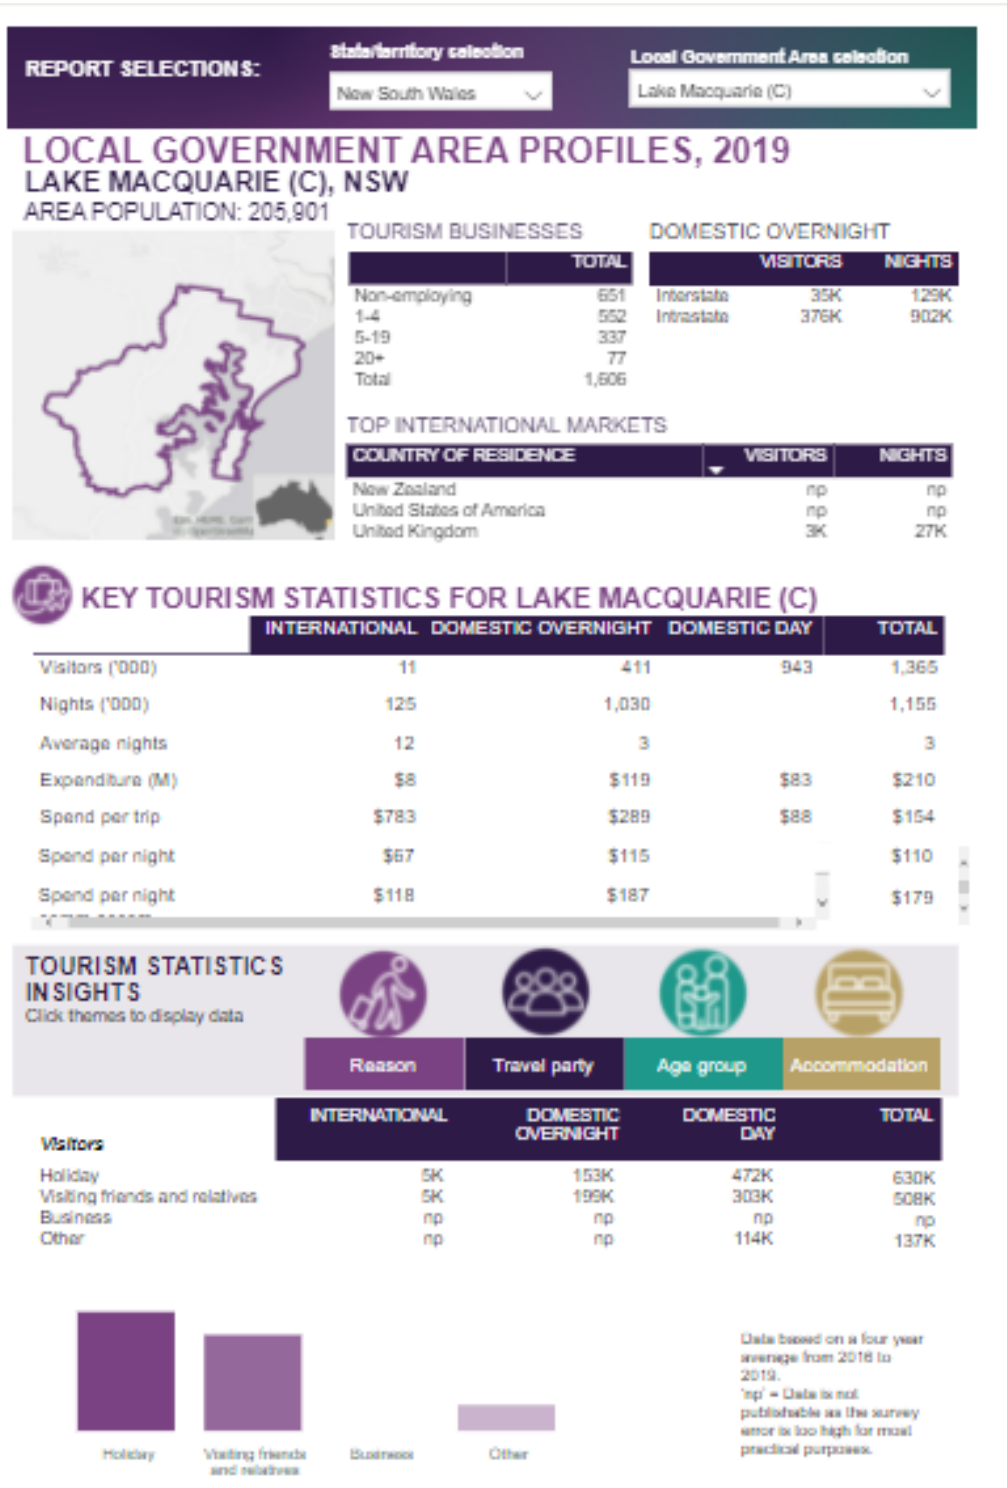 REPORT SELECTIONS:
State/territory selection
New South Wales
Local Government Area selection
Lake Macquarie (C)
LOCAL GOVERNMENT AREA PROFILES, 2019
LAKE MACQUARIE (C), NSW
AREA POPULATION: 205,901
TOURISM BUSINESSES
TOTAL
Non-employing 651
1-4 552
5-19 337
20+ 77
Total 1,606
DOMESTIC OVERNIGHT
VISITORS NIGHTS
Interstate 35K 129K
Intrastate 376K 902K
TOP INTERNATIONAL MARKETS
COUNTRY OF RESIDENCE VISITORS NIGHTS
New Zealand np np
United States of America np np
United Kingdom 3K 27K
KEY TOURISM STATISTICS FOR LAKE MACQUARIE (C)
INTERNATIONAL DOMESTIC OVERNIGHT DOMESTIC DAY TOTAL
Visitors ('000) 11 411 943 1,365
Nights ('000) 125 1,030 1,155
Average nights 12 3 3
Expenditure (M) $8 $119 $83 $210
Spend per trip $783 $289 $88 $154
Spend per night $67 $115 $110
Spend per night $118 $187 $179
TOURISM STATISTICS
INSIGHTS
Click themes to display data
Reason Travel party Age group Accommodation
Visitors INTERNATIONAL DOMESTIC OVERNIGHT DOMESTIC DAY TOTAL
Holiday 5K 153K 472K 630K
Visiting friends and relatives 5K 199K 303K 508K
Business np np np np
Other np np 114K 137K
Holiday
Visiting friends
and relatives
Business
Other
Data based on a four year
average from 2016 to
2019.
'np' = Data is not
publishable as the survey
error is too high for most
practical purposes.